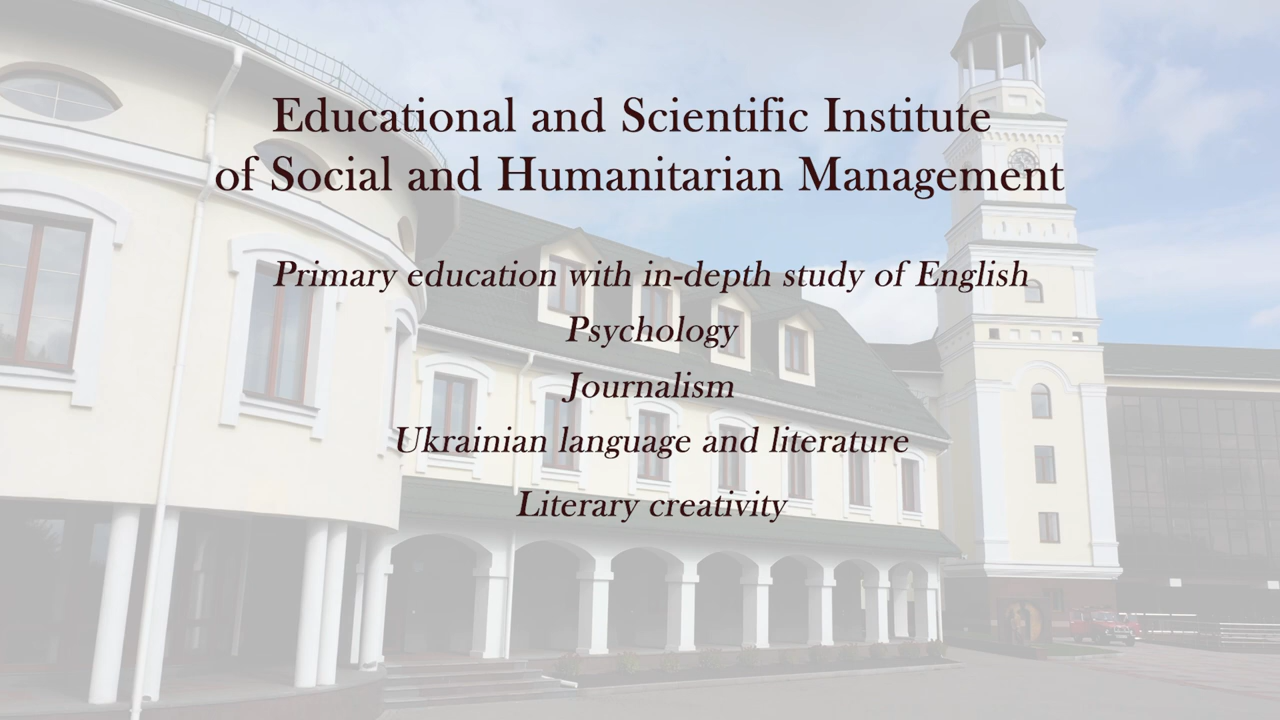 Educational and Scientific Institute
of Social and Humanitarian Management
Primary education with in-depth study of English
Psychology
Journalism
Ukrainian language and literature
Literary creativity